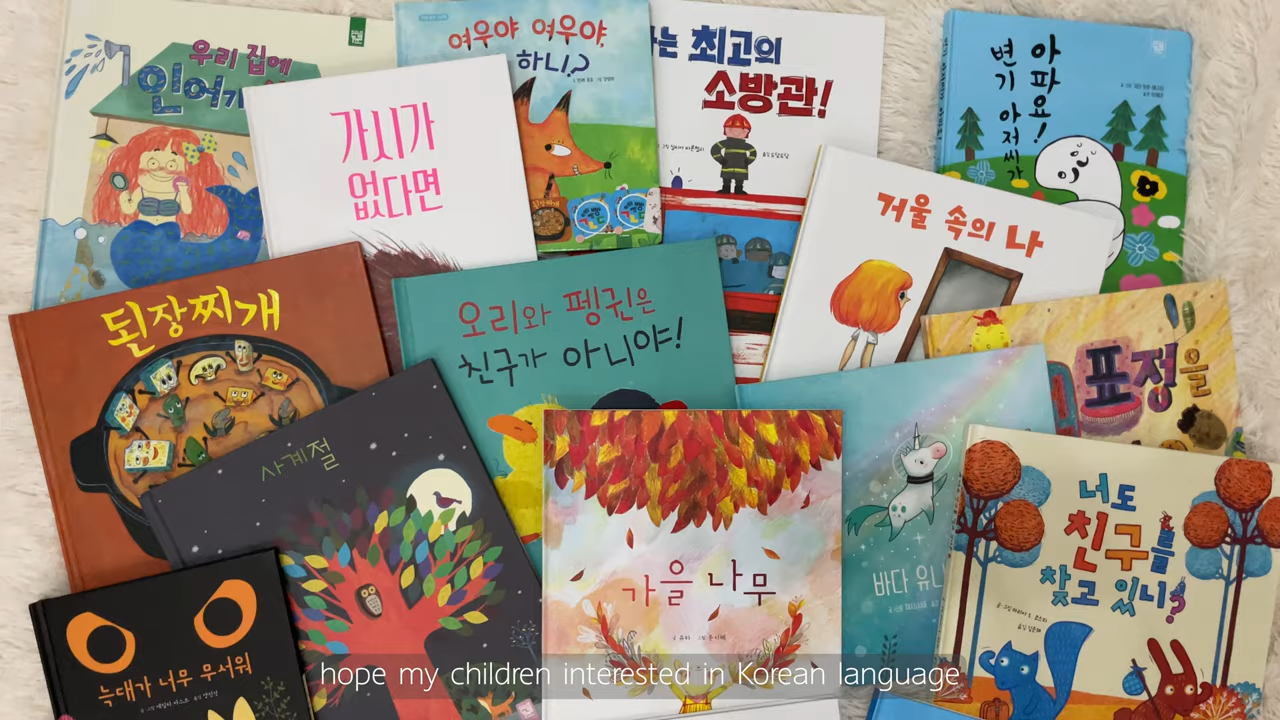 우리 집에
인어가
가시가
없다면
여우야 여우야,
하니?
는 최고의
소방관!
아파요!
변기 아저씨가
거울 속의 나
된장찌개
오리와 펭귄은
친구가 아니야!
표정을
사계절
가을 나무
바다 유니
너도
친구를
찾고 있니?
늑대가 너무 무서워
hope my children interested in Korean language